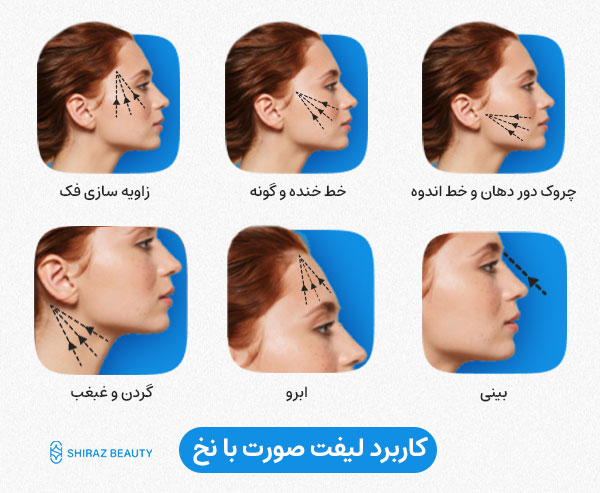 چروک دور دهان و خط اندوه
خط خنده و گونه
زاویه سازی فک
بینی
ابرو
گردن و غبغب
کاربرد لیفت صورت با نخ
SHIRAZ BEAUTY